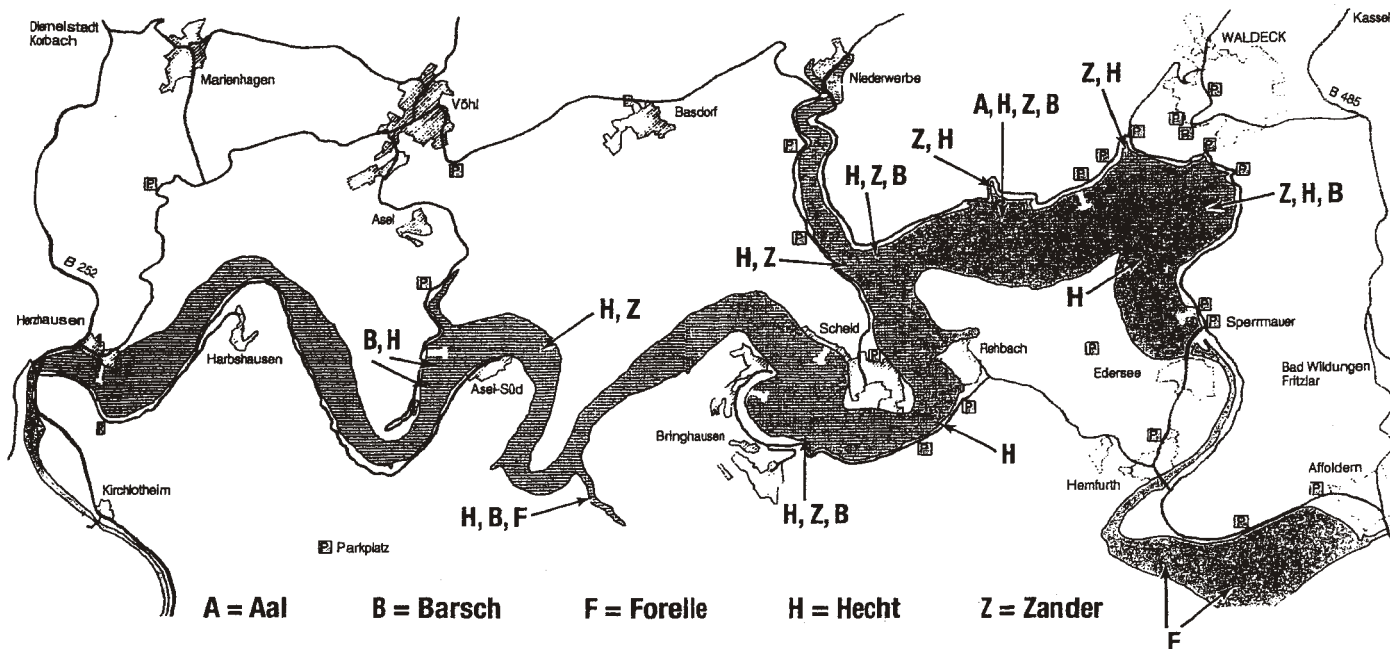 Diemelstadt
Korbach
Marienhagen
Vöhl
Basdorf
Niederwerbe
WALDECK
Kassel
B 485
Z, H
A, H, Z, B
Z, H
H, Z, B
Z, H, B
Asel
B 252
H, Z
H
Herzhausen
H, Z
Harbshausen
B, H
Asel-Süd
Scheid
Rehbach
Sperrmauer
Edersee
Bad Wildungen
Fritzlar
Bringhausen
H
Kirchlotheim
H, B, F
H, Z, B
Hemfurth
Affoldern
P Parkplatz
A = Aal B = Barsch F = Forelle H = Hecht Z = Zander
F